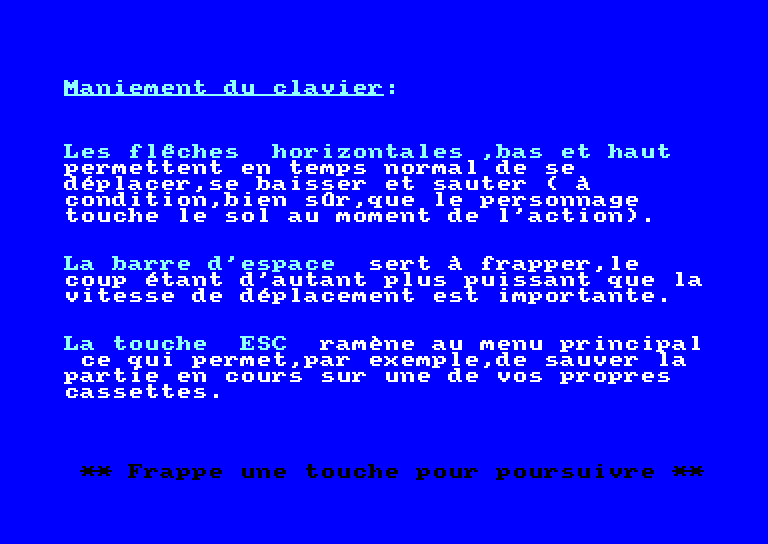 Maniement du clavier:
Les flêches  horizontales ,bas et haut
permettent en temps normal de se
déplacer,se baisser et sauter ( à
condition,bien sûr,que le personnage
touche le sol au moment de l'action).
La barre d'espace  sert à frapper,le
coup étant d'autant plus puissant que la
vitesse de déplacement est importante.
La touche  ESC  ramène au menu principal
ce qui permet,par exemple,de sauver la
partie en cours sur une de vos propres
cassettes.
** Frappe une touche pour poursuivre **